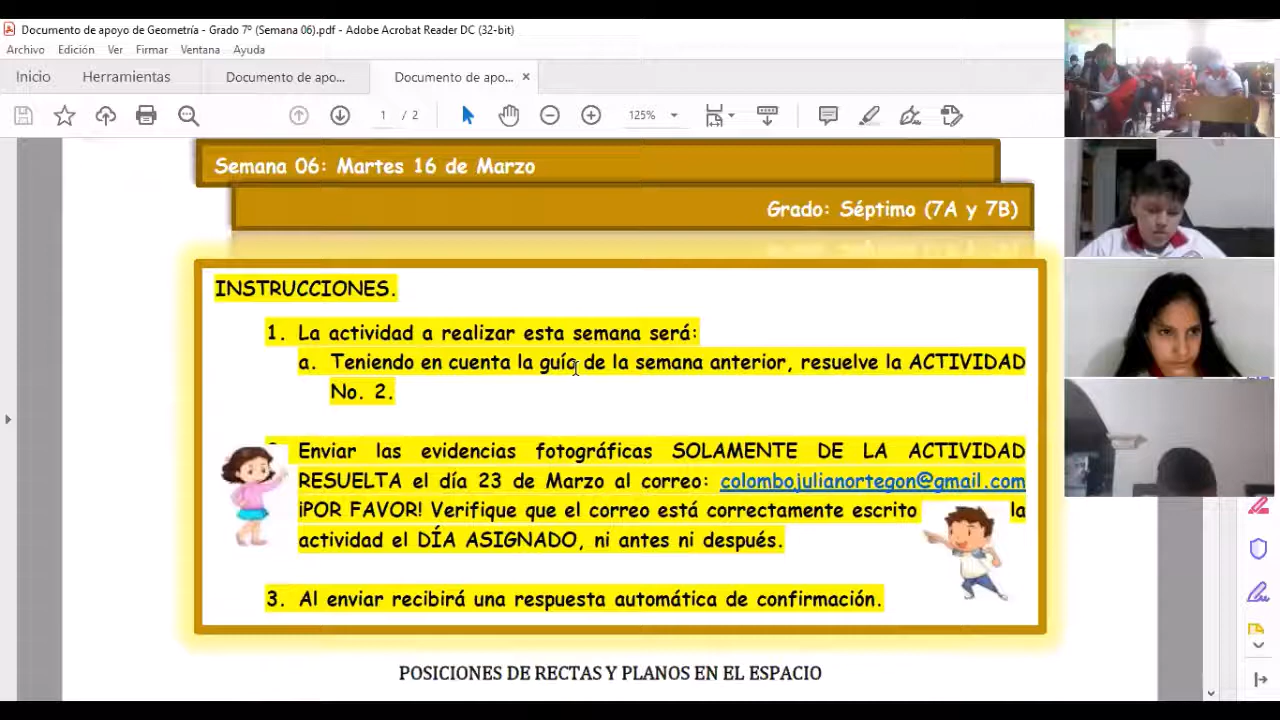 Documento de apoyo de Geometría - Grado 7º (Semana 06).pdf - Adobe Acrobat Reader DC (32-bit)
Archivo Edición Ver Firmar Ventana Ayuda
Inicio Herramientas Documento de apo... Documento de apo... ×
1 / 2 125%
Semana 06: Martes 16 de Marzo
Grado: Séptimo (7A y 7B)
INSTRUCCIONES.
1. La actividad a realizar esta semana será:
a. Teniendo en cuenta la guía de la semana anterior, resuelve la ACTIVIDAD
No. 2.
Enviar las evidencias fotográficas SOLAMENTE DE LA ACTIVIDAD
RESUELTA el día 23 de Marzo al correo: colombojulianortegon@gmail.com
¡POR FAVOR! Verifique que el correo está correctamente escrito la
actividad el DÍA ASIGNADO, ni antes ni después.
3. Al enviar recibirá una respuesta automática de confirmación.
POSICIONES DE RECTAS Y PLANOS EN EL ESPACIO